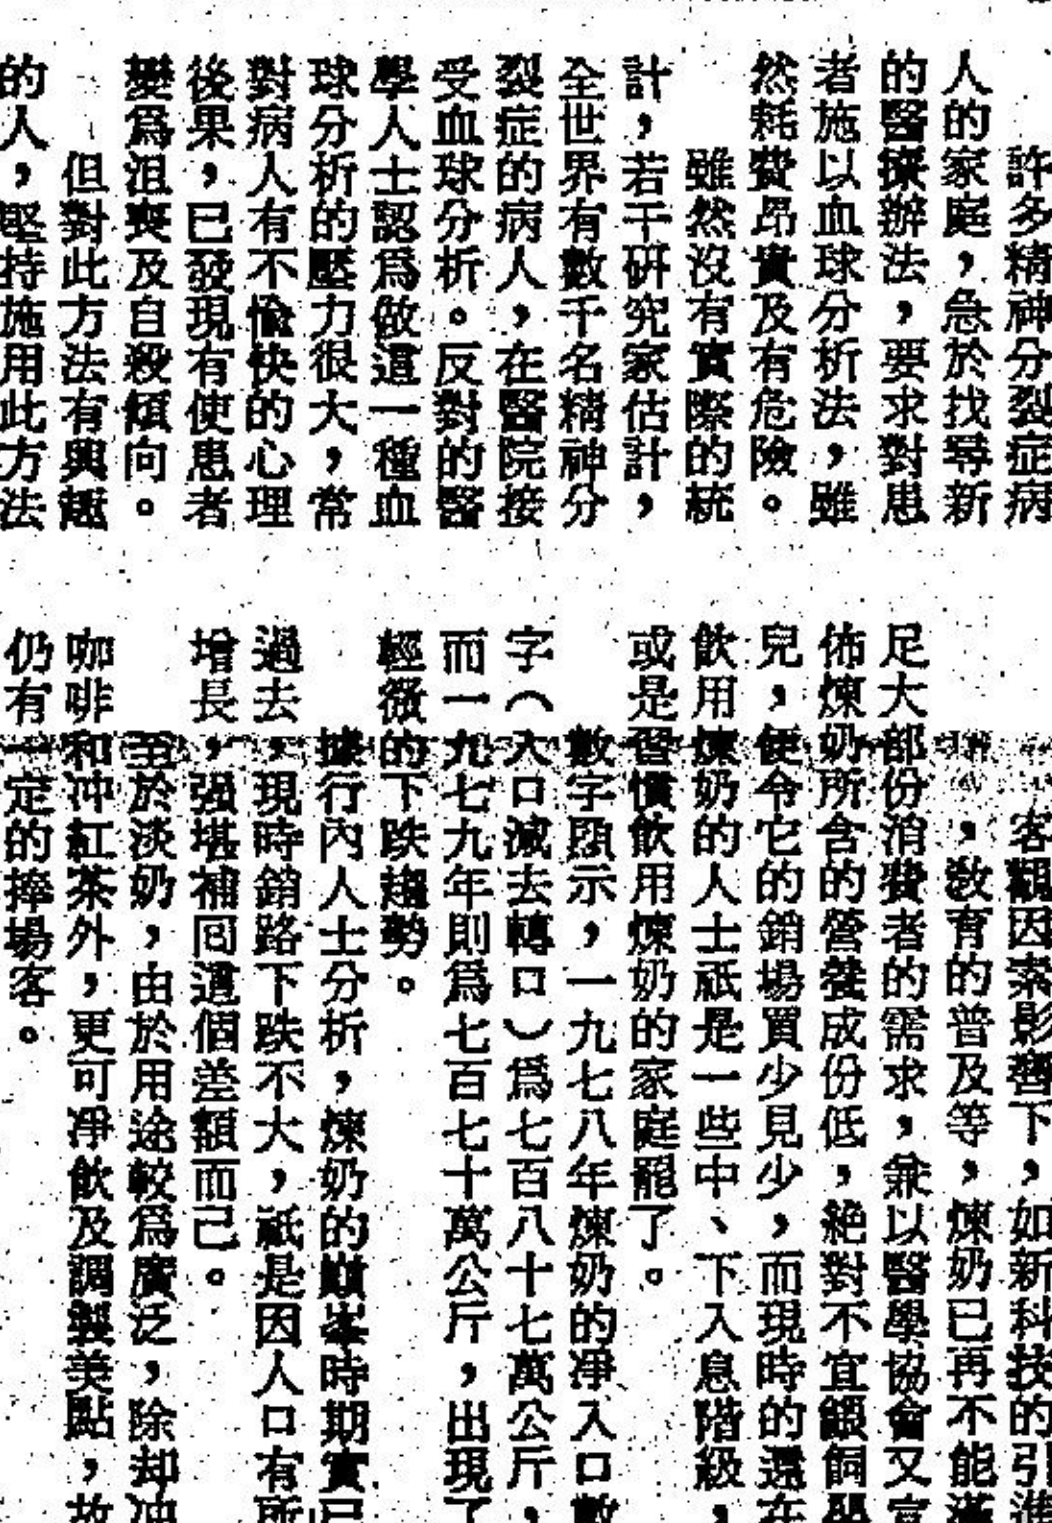 許多精神分裂症病
人的家庭，急於找尋新
的醫療辦法，要求對患
者施以血球分析法，雖
然耗費昂貴及有危險。
雖然沒有實際的統
計，若干研究家估計，
全世界有數千名精神分
裂症的病人，在醫院接
受血球分析。反對的醫
學人士認爲做這一種血
球分析的壓力很大，常
對病人有不愉快的心理
後果，已發現有使患者
變爲沮喪及自殺傾向。
但對此方法有興趣
的人，堅持施用此方法
客觀因素影響下，如新科技的引進
，敎育的普及等，煉奶已再不能滿
足大部份消費者的需求，兼以醫學協會又宣
佈煉奶所含的營養成份低，絕對不宜餵飼嬰
兒，便令它的銷場買少見少，而現時的還在
飲用煉奶的人士祇是一些中、下入息階級，
或是習慣飲用煉奶的家庭罷了。
數字顯示，一九七八年煉奶的凈入口數
字（入口減去轉口）爲七百八十七萬公斤，
而一九七九年則爲七百七十萬公斤，出現了
輕微的下跌趨勢。
據行內人士分析，煉奶的巔峯時期實已
過去，現時銷路下跌不大，祇是因人口有所
增長，强堪補囘這個差額而己。
至於淡奶，由於用途較爲廣泛，除却冲
咖啡和冲紅茶外，更可凈飲及調製美點，故
仍有一定的捧場客。